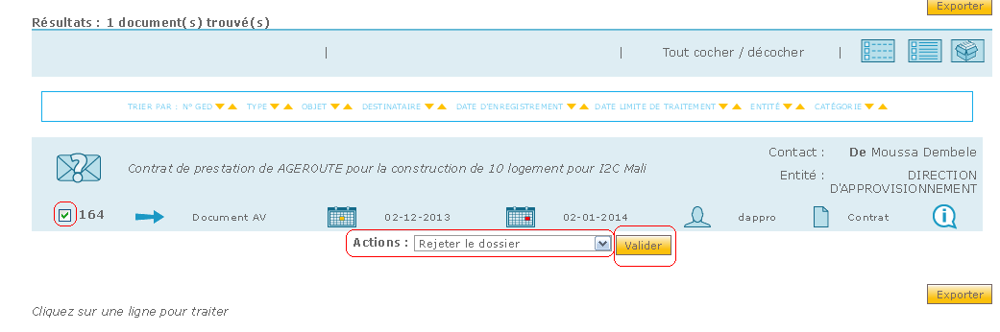 Exporter
Résultats : 1 document(s) trouvé(s)
| | Tout cocher / décocher |
TRIER PAR : N° GED TYPE OBJET DESTINATAIRE DATE D'ENREGISTREMENT DATE LIMITE DE TRAITEMENT ENTITÉ CATÉGORIE
Contrat de prestation de AGEROUTE pour la construction de 10 logement pour I2C Mali
Contact : De Moussa Dembele
Entité : DIRECTION
D'APPROVISIONNEMENT
164 Document AV 02-12-2013 02-01-2014 dappro Contrat
Actions : Rejeter le dossier Valider
Exporter
Cliquez sur une ligne pour traiter